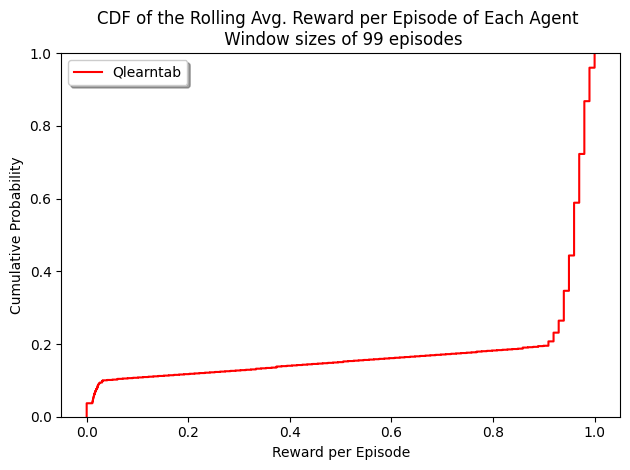 CDF of the Rolling Avg. Reward per Episode of Each Agent
Window sizes of 99 episodes
Qlearntab
1.0
0.8
0.6
0.4
0.2
0.0
Cumulative Probability
0.0 0.2 0.4 0.6 0.8 1.0
Reward per Episode